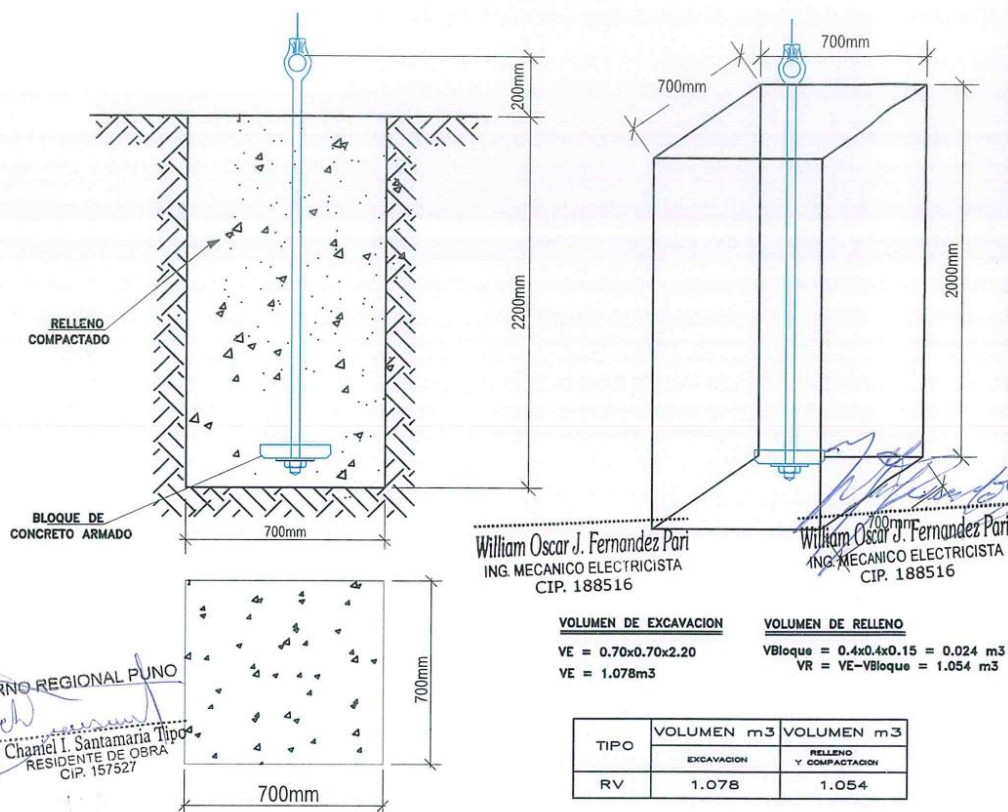 700mm
200mm
700mm
RELLENO
COMPACTADO
2200mm
2000mm
BLOQUE DE
CONCRETO ARMADO
700mm
700mm
William Oscar J. Fernandez Pari
ING. MECANICO ELECTRICISTA
CIP. 188516
William Oscar J. Fernandez Pari
ING. MECANICO ELECTRICISTA
CIP. 188516
VOLUMEN DE EXCAVACION
VE = 0.70x0.70x2.20
VE = 1.078m3
VOLUMEN DE RELLENO
VBloque = 0.4x0.4x0.15 = 0.024 m3
VR = VE-VBloque = 1.054 m3
RNO REGIONAL PUNO
Chaniel I. Santamaria Tipo
RESIDENTE DE OBRA
CIP. 157527
700mm
700mm
TIPO
VOLUMEN m3
VOLUMEN m3
EXCAVACION
RELLENO
Y COMPACTACION
RV
1.078
1.054